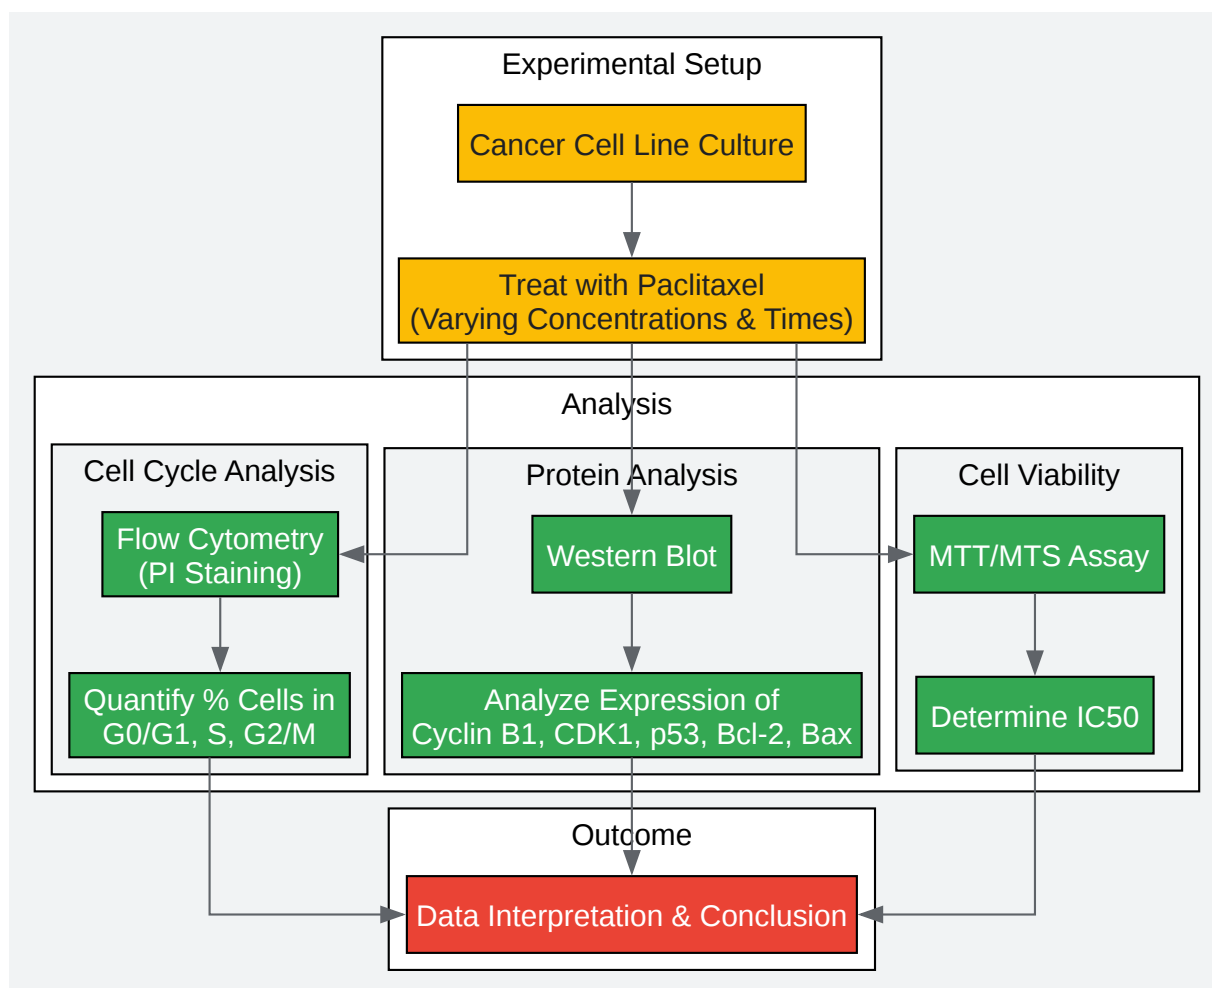 Experimental Setup
Cancer Cell Line Culture
Treat with Paclitaxel
(Varying Concentrations & Times)
Analysis
Cell Cycle Analysis
Flow Cytometry
(PI Staining)
Quantify % Cells in
G0/G1, S, G2/M
Protein Analysis
Western Blot
Analyze Expression of
Cyclin B1, CDK1, p53, Bcl-2, Bax
Cell Viability
MTT/MTS Assay
Determine IC50
Outcome
Data Interpretation & Conclusion